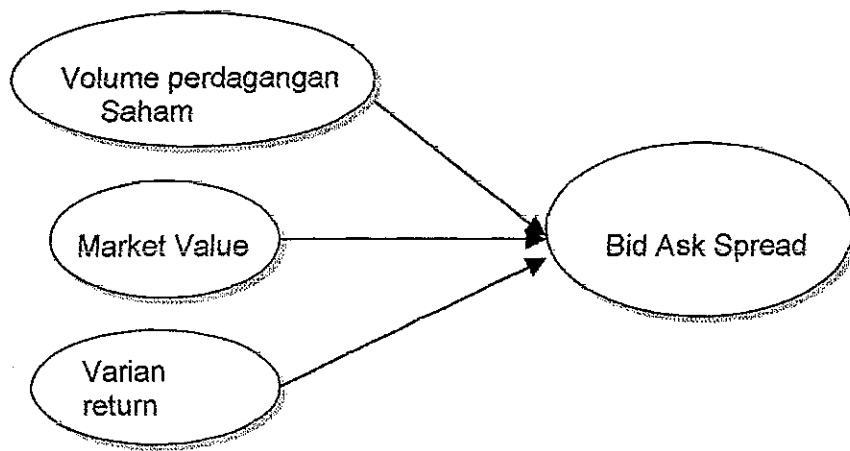 Volume perdagangan
Saham
Market Value
Bid Ask Spread
Varian
return